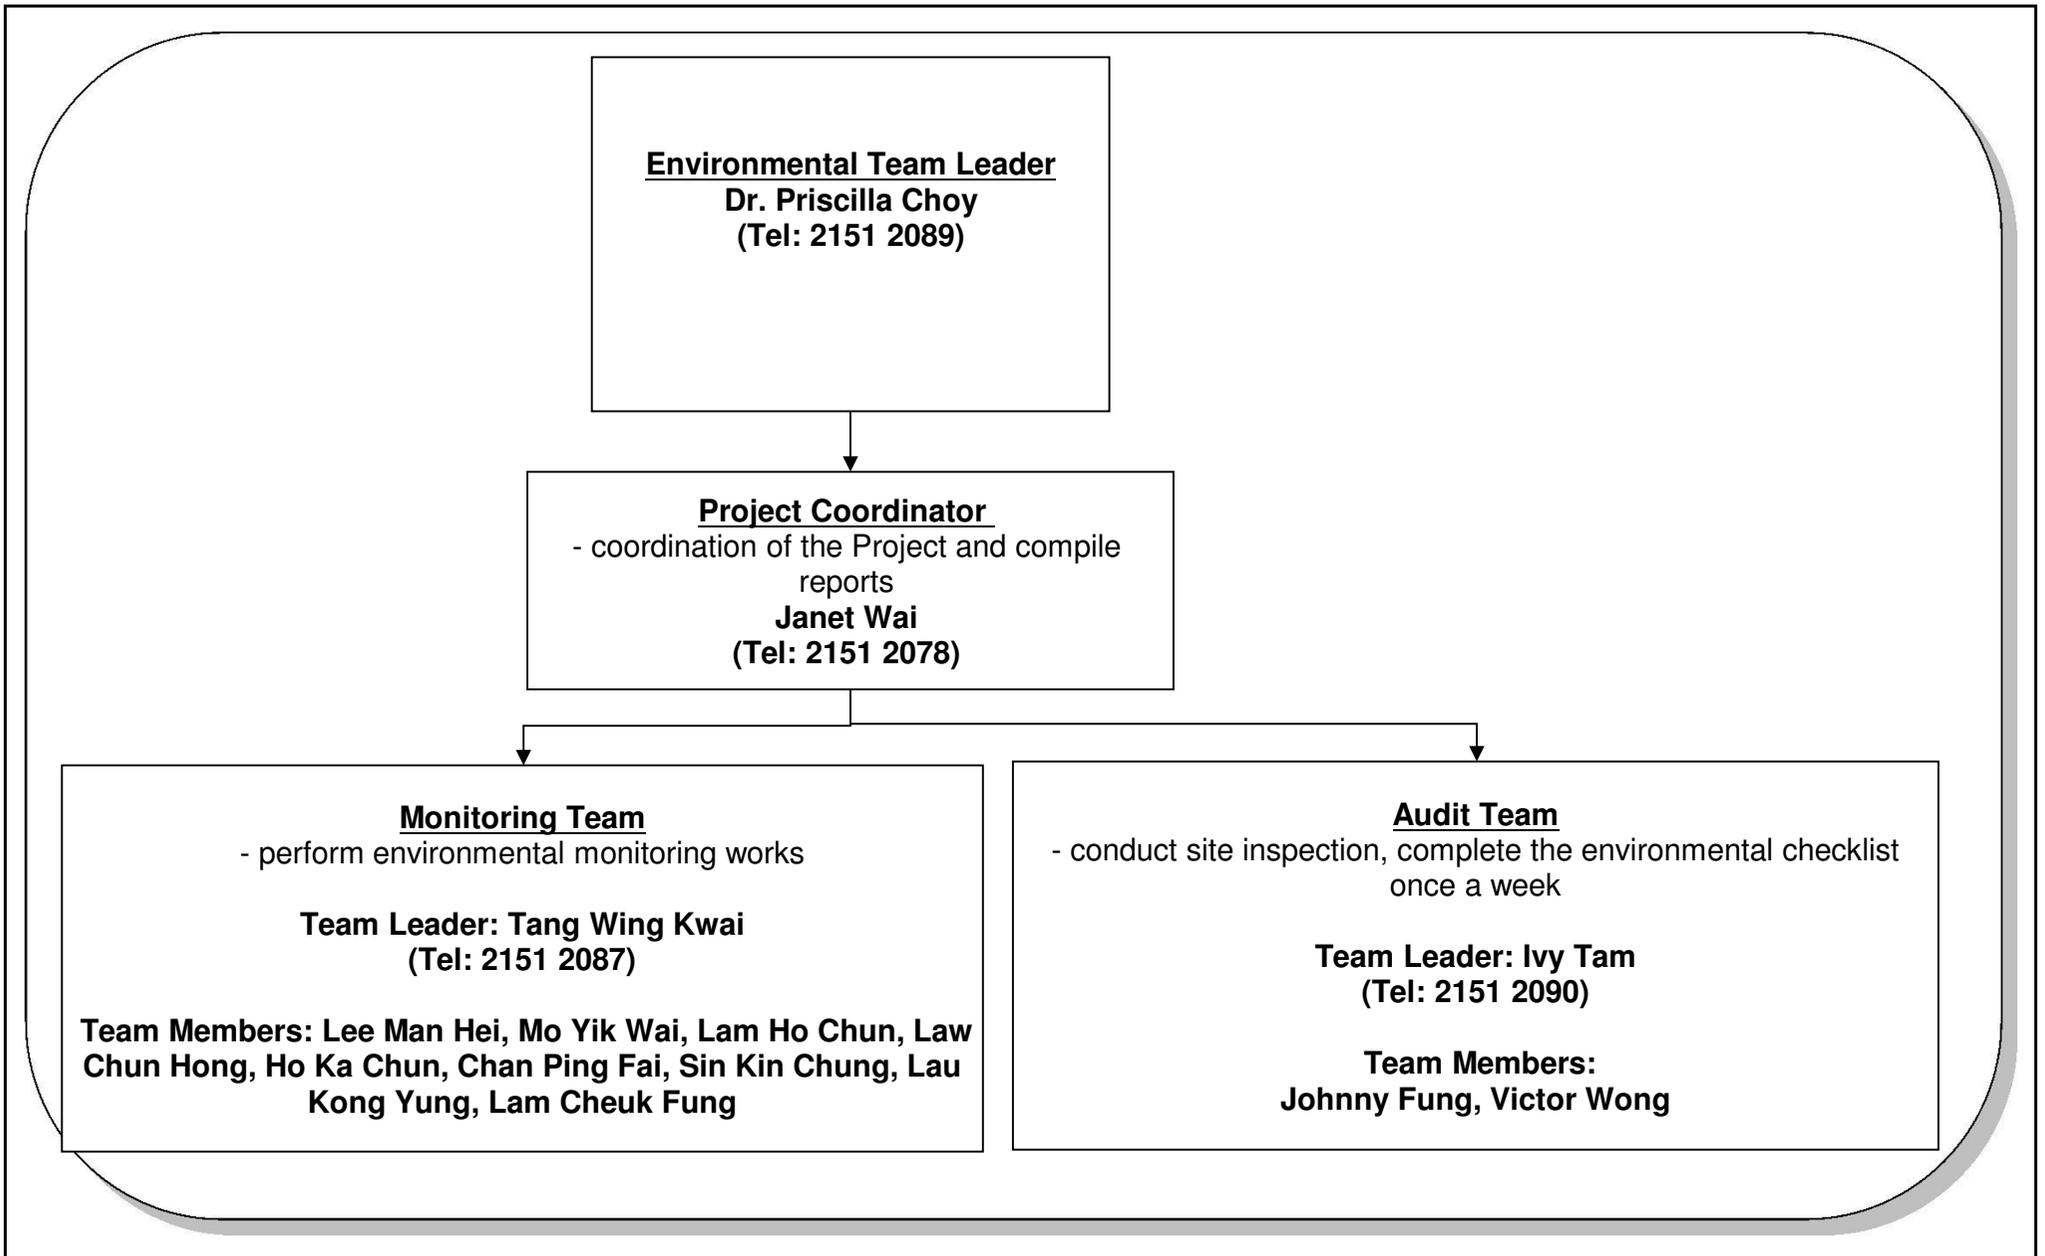 Environmental Team Leader
Dr. Priscilla Choy
(Tel: 2151 2089)
Project Coordinator
- coordination of the Project and compile
reports
Janet Wai
(Tel: 2151 2078)
Monitoring Team
- perform environmental monitoring works
Team Leader: Tang Wing Kwai
(Tel: 2151 2087)
Team Members: Lee Man Hei, Mo Yik Wai, Lam Ho Chun, Law
Chun Hong, Ho Ka Chun, Chan Ping Fai, Sin Kin Chung, Lau
Kong Yung, Lam Cheuk Fung
Audit Team
- conduct site inspection, complete the environmental checklist
once a week
Team Leader: Ivy Tam
(Tel: 2151 2090)
Team Members:
Johnny Fung, Victor Wong